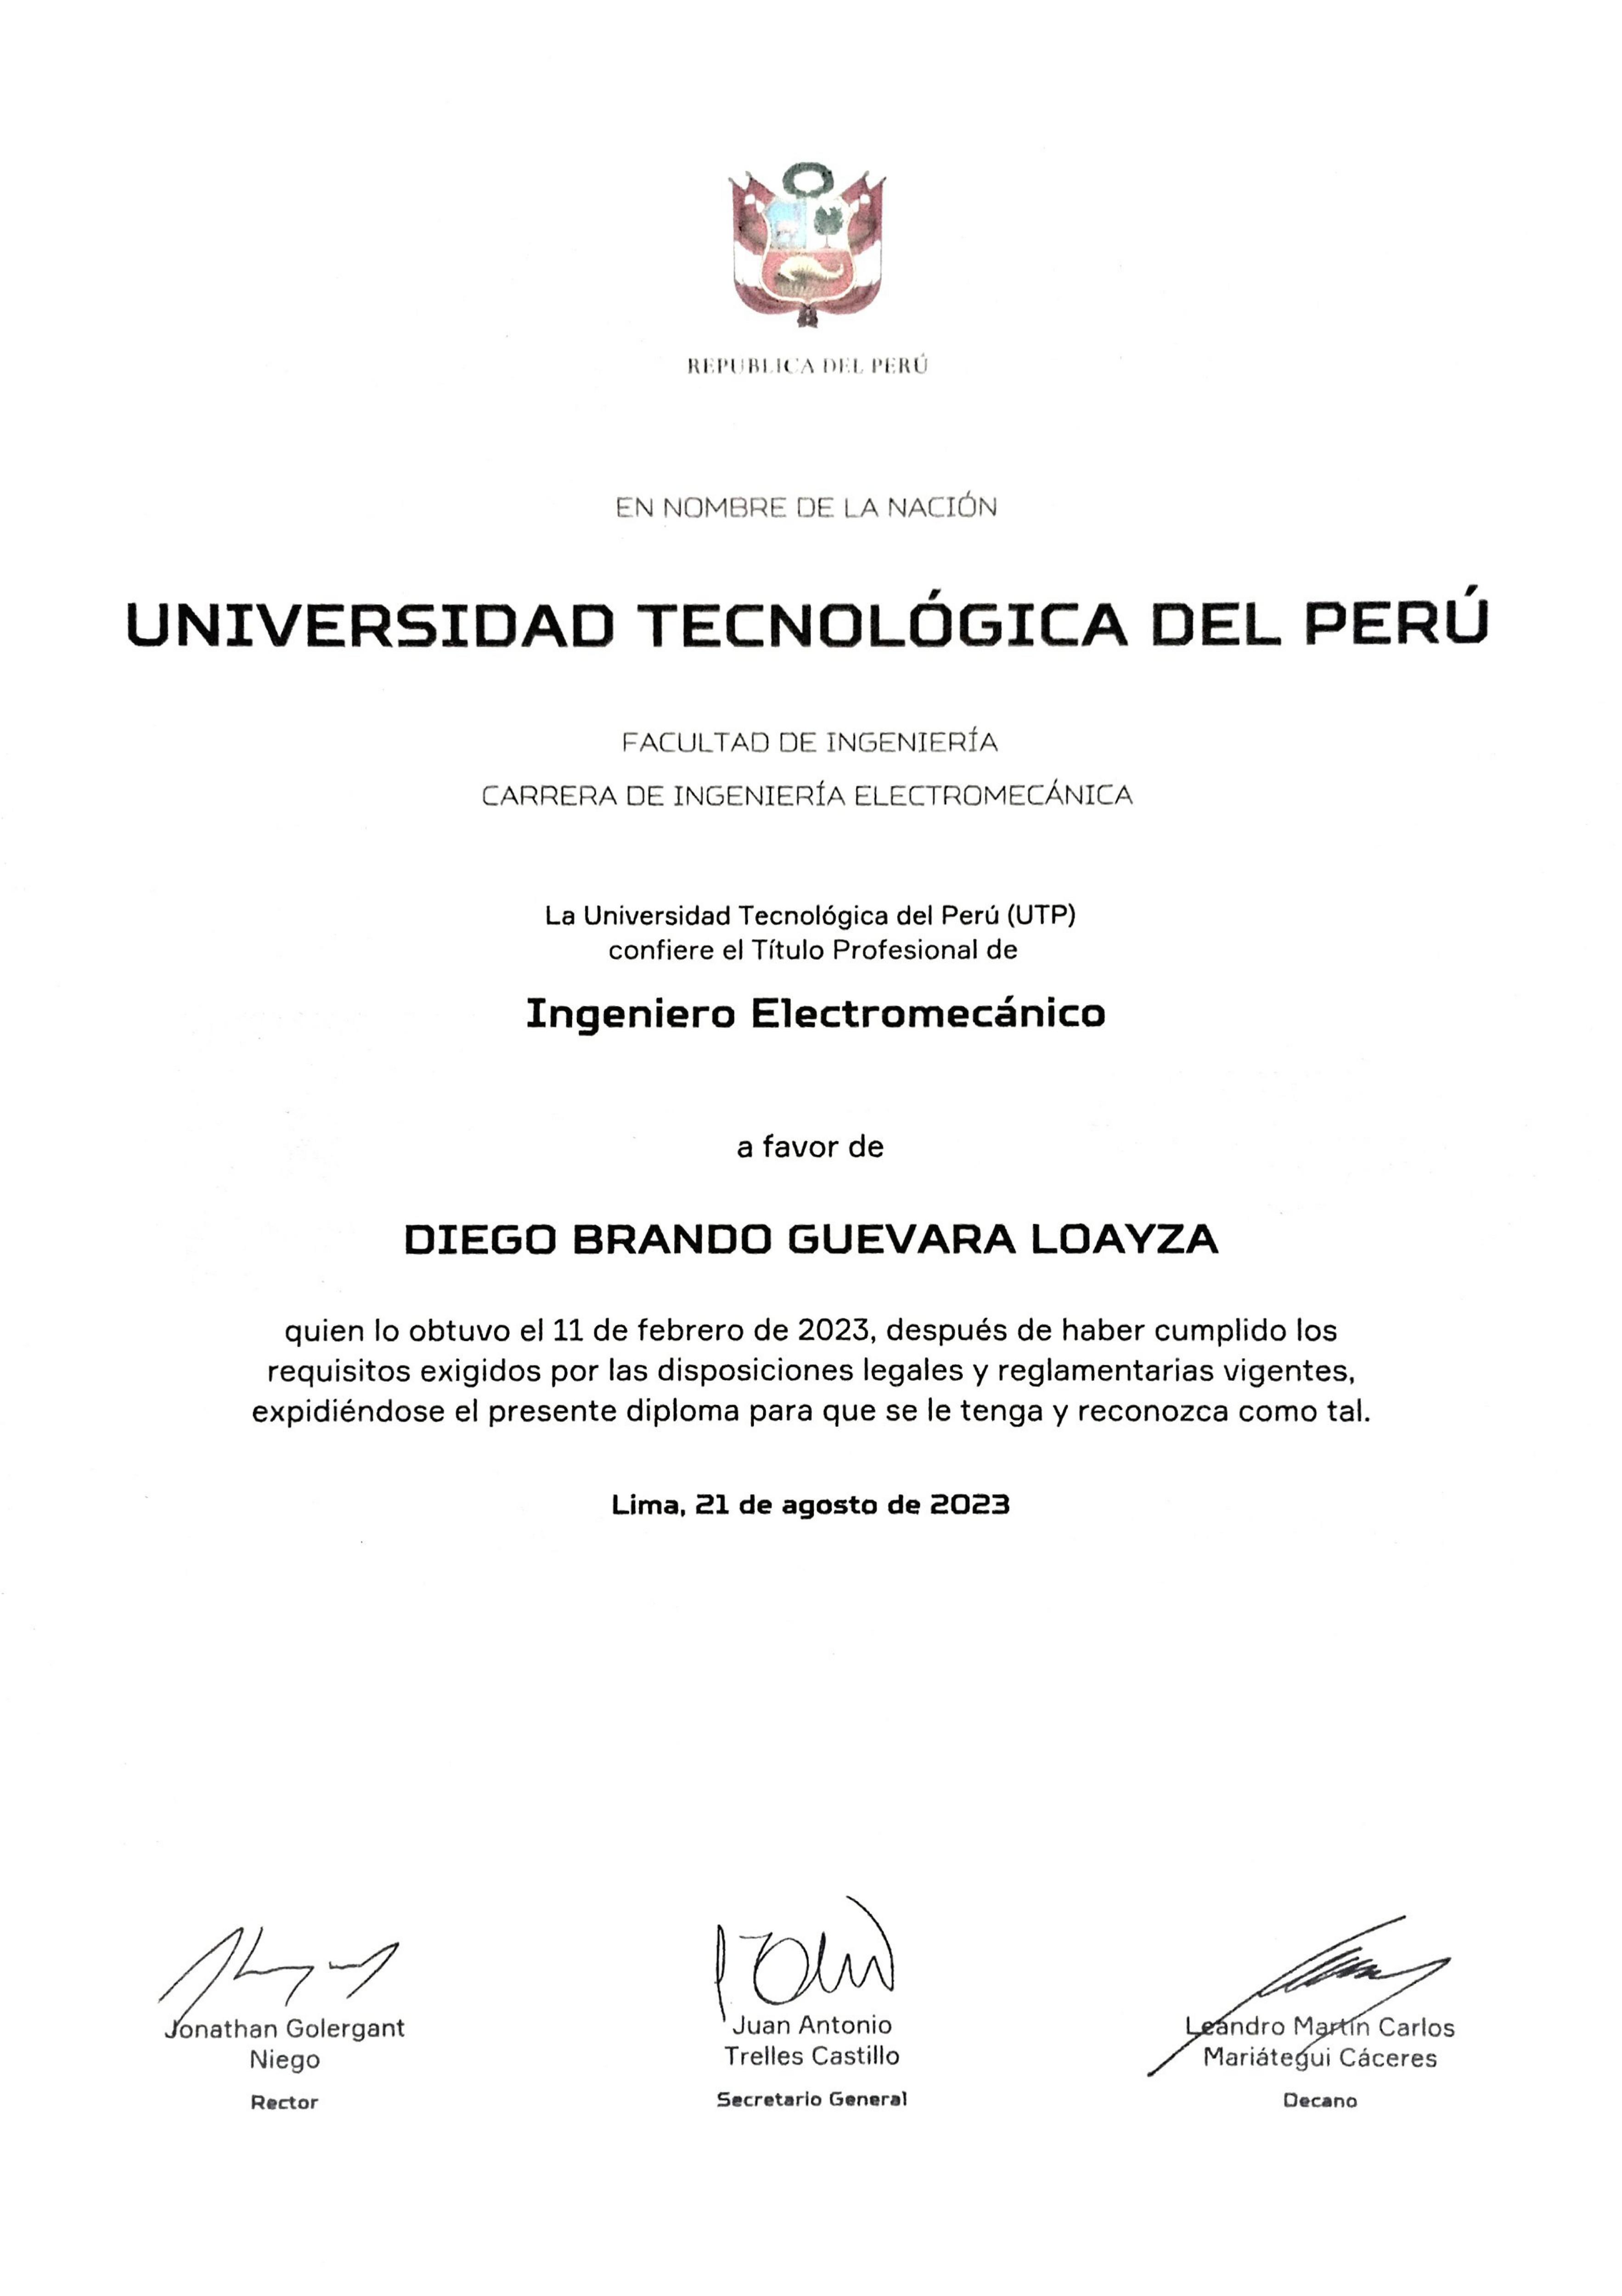 REPUBLICA DEL PERÚ
EN NOMBRE DE LA NACIÓN
UNIVERSIDAD TECNOLÓGICA DEL PERÚ
FACULTAD DE INGENIERÍA
CARRERA DE INGENIERÍA ELECTROMECÁNICA
La Universidad Tecnológica del Perú (UTP)
confiere el Título Profesional de
Ingeniero Electromecánico
a favor de
DIEGO BRANDO GUEVARA LOAYZA
quien lo obtuvo el 11 de febrero de 2023, después de haber cumplido los
requisitos exigidos por las disposiciones legales y reglamentarias vigentes,
expidiéndose el presente diploma para que se le tenga y reconozca como tal.
Lima, 21 de agosto de 2023
Jonathan Golergant
Niego
Rector
Juan Antonio
Trelles Castillo
Secretario General
Leandro Martín Carlos
Mariátegui Cáceres
Decano